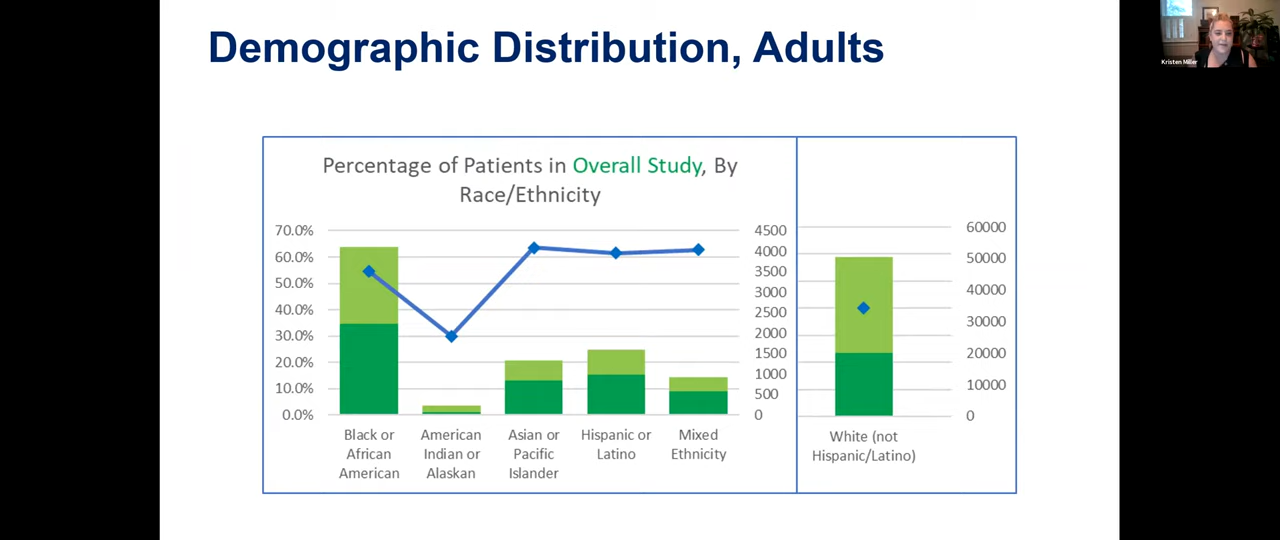 Demographic Distribution, Adults
Kristen Miller
Percentage of Patients in Overall Study, By
Race/Ethnicity
70.0%
60.0%
50.0%
40.0%
30.0%
20.0%
10.0%
0.0%
4500
4000
3500
3000
2500
2000
1500
1000
500
0
Black or
African
American
American
Indian or
Alaskan
Asian or
Pacific
Islander
Hispanic or
Latino
Mixed
Ethnicity
60000
50000
40000
30000
20000
10000
0
White (not
Hispanic/Latino)